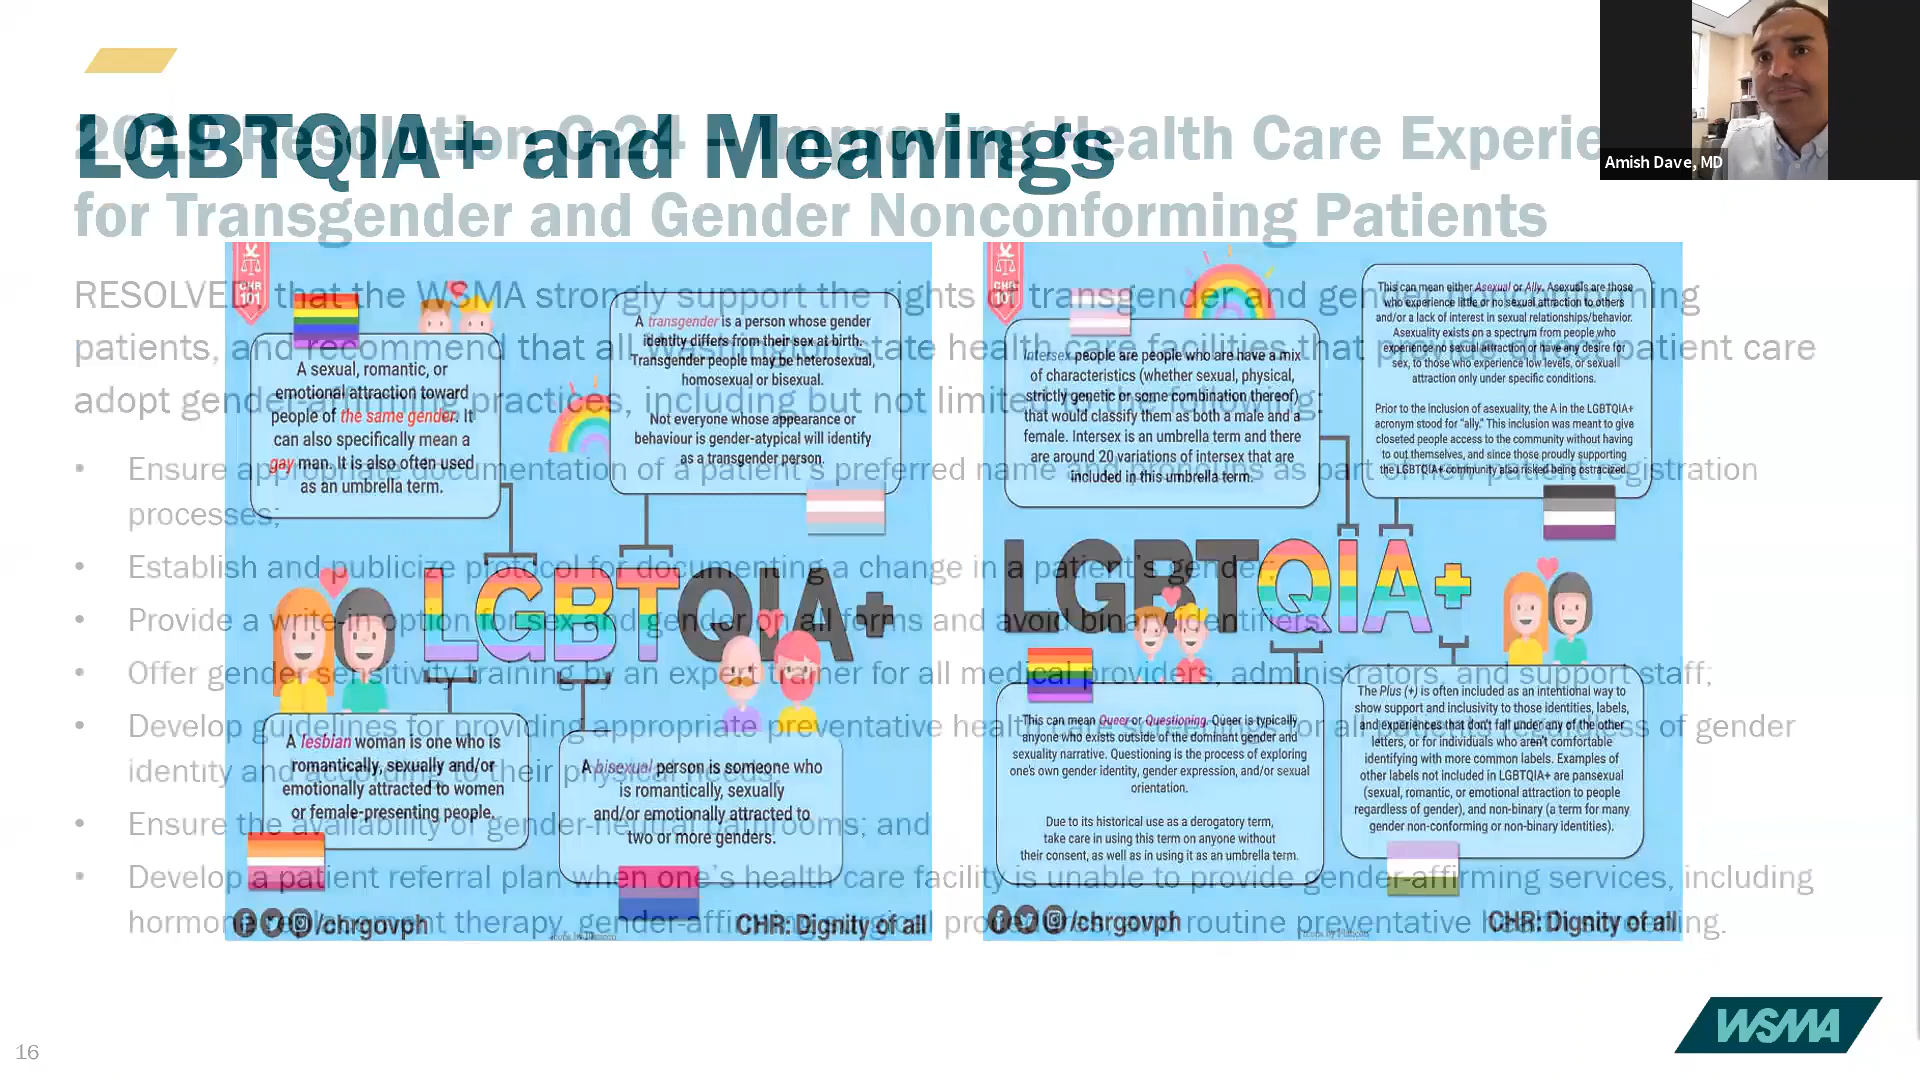 LGBTQIA+ and Meanings
2019 Resolution C-24 – Improving Health Care
for Transgender and Gender Nonconforming Patients
Amish Dave, MD
RESOLVED, that the WSMA strongly support the rights of transgender and gender
patients, and recommend that all state health care facilities that patient care
adopt practices, including but not limited to the following:
• Ensure appropriate documentation of a patient's preferred name and pronouns as part of new patient registration
processes;
• Establish and publicize protocol for documenting a change in a patient's gender;
• Provide a write-in option for sex and gender on all forms and avoid binary identifiers;
• Offer gender sensitivity training by an expert trainer for all medical providers, administrators, and support staff;
• Develop guidelines for providing appropriate preventative health care screening for all patients regardless of gender
identity and according to their physical needs;
• Ensure the availability of gender-neutral bathrooms; and
• Develop a patient referral plan when one's health care facility is unable to provide gender-affirming services, including
hormone replacement therapy, gender-affirming procedures, routine preventative health screening.
CHR
101
A sexual, romantic, or
emotional attraction toward
people of the same gender. It
can also specifically mean a
gay man. It is also often used
as an umbrella term.
A transgender is a person whose gender
identity differs from their sex at birth.
Transgender people may be heterosexual,
homosexual or bisexual.
Not everyone whose appearance or
behaviour is gender-atypical will identify
as a transgender person.
LGBTQIA+
A lesbian woman is one who is
romantically, sexually and/or
emotionally attracted to women
or female-presenting people.
A bisexual person is someone who
is romantically, sexually
and/or emotionally attracted to
two or more genders.
/chrgovph
CHR: Dignity of all
CHR
101
Intersex people are people who are have a mix
of characteristics (whether sexual, physical,
strictly genetic or some combination thereof)
that would classify them as both a male and a
female. Intersex is an umbrella term and there
are around 20 variations of intersex that are
included in this umbrella term.
This can mean either Asexual or Ally. Asexuals are those
who experience little or no sexual attraction to others
and/or a lack of interest in sexual relationships/behavior.
Asexuality exists on a spectrum from people who
experience no sexual attraction or have any desire for
sex, to those who experience low levels, or sexual
attraction only under specific conditions.
Prior to the inclusion of asexuality, the A in the LGBTQIA+
acronym stood for "ally." This inclusion was meant to give
closeted people access to the community without having
to out themselves, and since those proudly supporting
the LGBTQIA+ community also risked being ostracized.
LGBTQIA+
This can mean Queer or Questioning. Queer is typically
anyone who exists outside of the dominant gender and
sexuality narrative. Questioning is the process of exploring
one's own gender identity, gender expression, and/or sexual
orientation.
Due to its historical use as a derogatory term,
take care in using this term on anyone without
their consent, as well as in using it as an umbrella term.
The Plus (+) is often included as an intentional way to
show support and inclusivity to those identities, labels,
and experiences that don't fall under any of the other
letters, or for individuals who aren't comfortable
identifying with more common labels. Examples of
other labels not included in LGBTQIA+ are pansexual
(sexual, romantic, or emotional attraction to people
regardless of gender), and non-binary (a term for many
gender non-conforming or non-binary identities).
/chrgovph
CHR: Dignity of all
WSMA
16